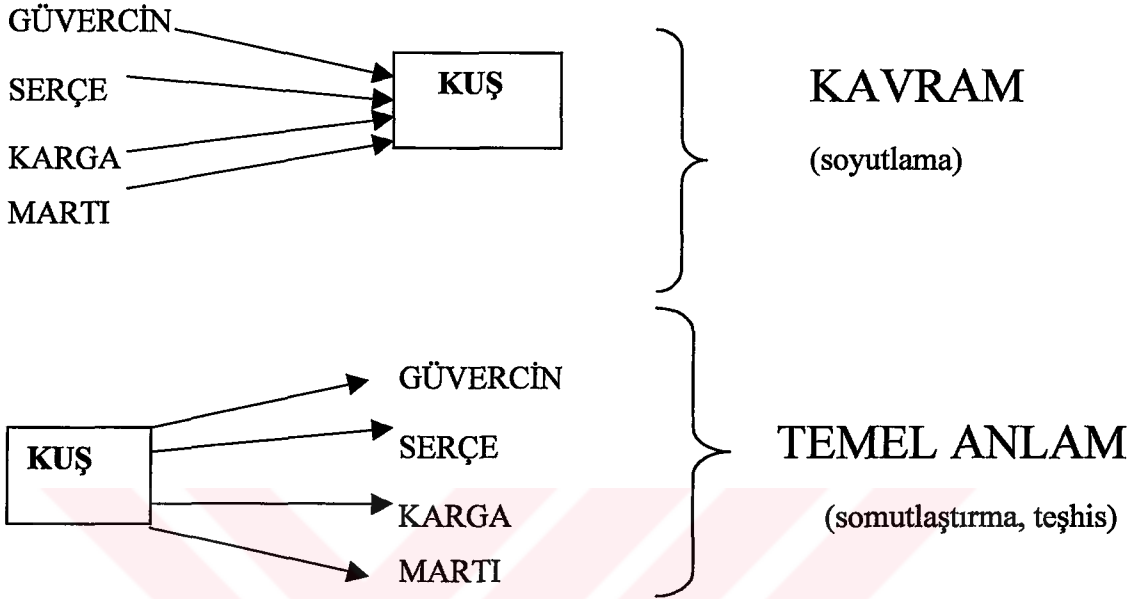 GÜVERCİN
SERÇE
KARGA
MARTI
KUŞ
KAVRAM
(soyutlama)
KUŞ
GÜVERCİN
SERÇE
KARGA
MARTI
TEMEL ANLAM
(somutlaştırma, teşhis)